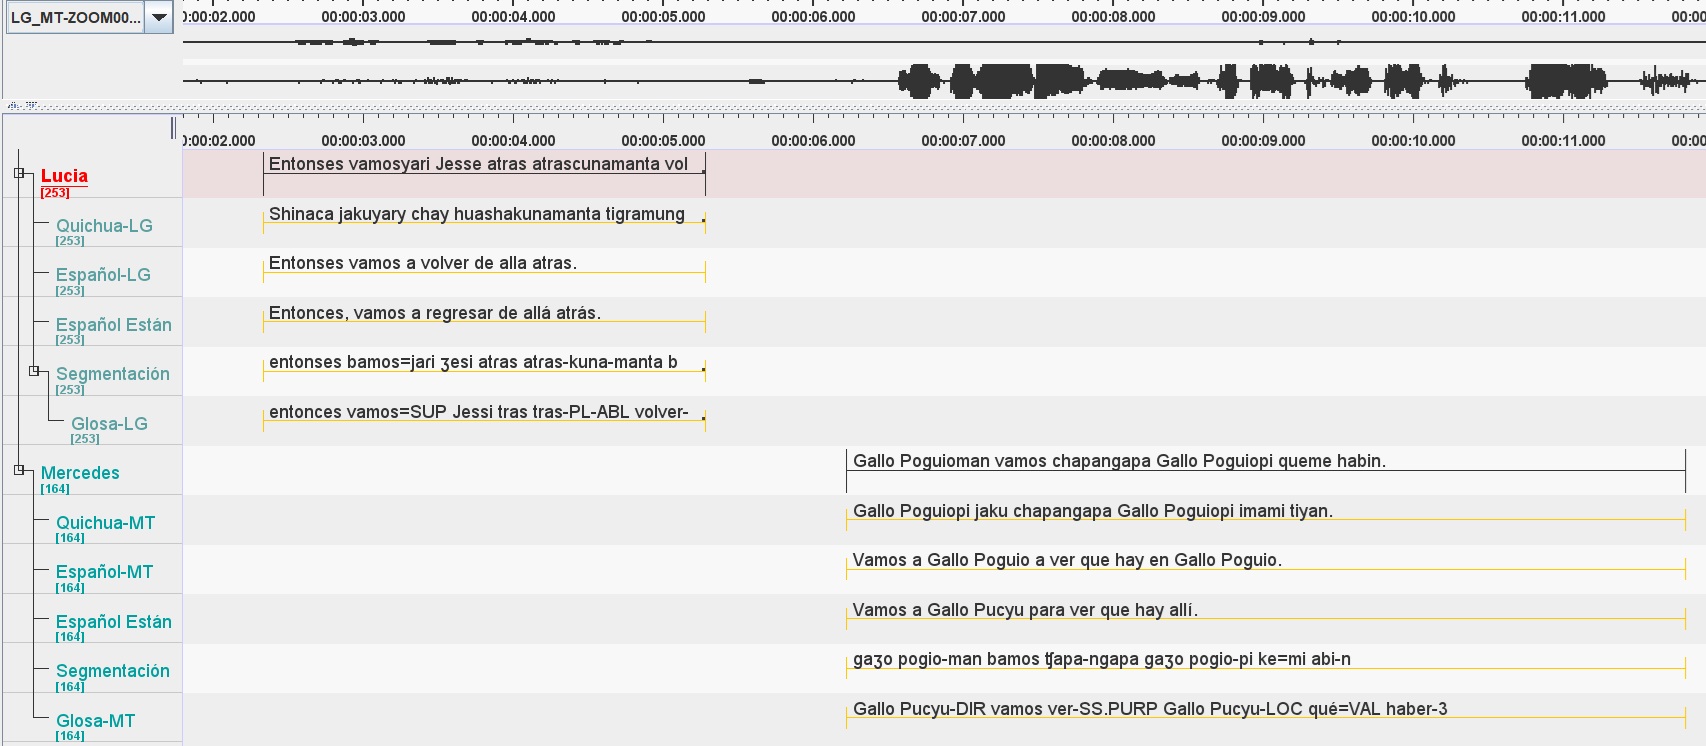 LG_MT-ZOOM00...
0:00:02.000 00:00:03.000 00:00:04.000 00:00:05.000 00:00:06.000 00:00:07.000 00:00:08.000 00:00:09.000 00:00:10.000 00:00:11.000 00:00
0:00:02.000 00:00:03.000 00:00:04.000 00:00:05.000 00:00:06.000 00:00:07.000 00:00:08.000 00:00:09.000 00:00:10.000 00:00:11.000 00:00
Lucia Entonses vamosyari Jesse atras atrascunamanta vol
[253]
Quichua-LG Shinaca jakuyary chay huashakunamanta tigramung
[253]
Español-LG Entonses vamos a volver de alla atras.
[253]
Español Están Entonces, vamos a regresar de allá atrás.
[253]
Segmentación entonses bamos=jaɾi ʒesi atɾas atɾas-kuna-manta b
[253]
Glosa-LG entonces vamos=SUP Jessi tras tras-PL-ABL volver-
[253]
Mercedes Gallo Poguioman vamos chapangapa Gallo Poguiopi queme habin.
[164]
Quichua-MT Gallo Poguiopi jaku chapangapa Gallo Poguiopi imami tiyan.
[164]
Español-MT Vamos a Gallo Poguio a ver que hay en Gallo Poguio.
[164]
Español Están Vamos a Gallo Pucyu para ver que hay allí.
[164]
Segmentación gaʒo pogio-man bamos ʧapa-ngapa gaʒo pogio-pi ke=mi abi-n
[164]
Glosa-MT Gallo Pucyu-DIR vamos ver-SS.PURP Gallo Pucyu-LOC qué=VAL haber-3
[164]